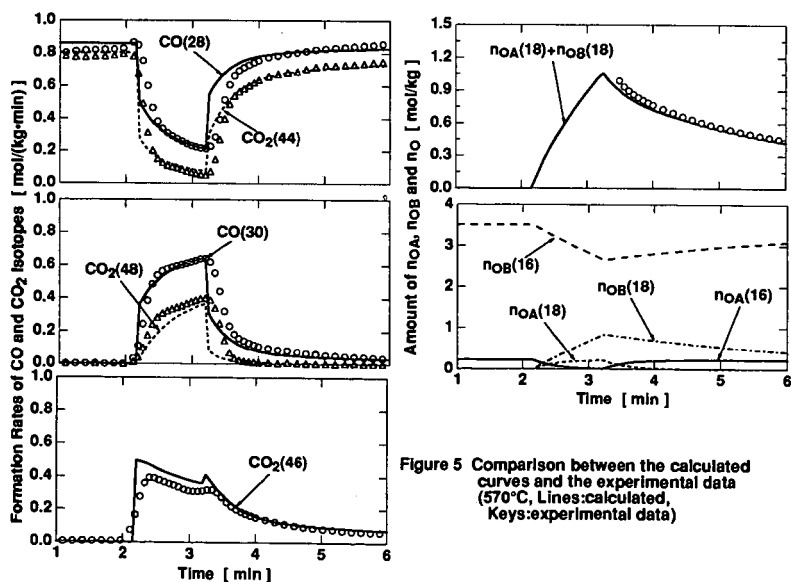 Formation Rates of CO and CO2 Isotopes [ mol/(kg·min) ]
1.0
0.8
0.6
0.4
0.2
0.0
CO(28)
CO2(44)
1.0
0.8
0.6
0.4
0.2
0.0
CO(30)
CO2(48)
1.0
0.8
0.6
0.4
0.2
0.0
CO2(46)
1 2 3 4 5 6
Time [ min ]
Amount of nOA, nOB and nO [ mol/kg ]
1.5
1.2
0.9
0.6
0.3
0.0
nOA(18)+nOB(18)
4
3
2
1
0
nOB(16)
nOB(18)
nOA(18)
nOA(16)
1 2 3 4 5 6
Time [ min ]
Figure 5 Comparison between the calculated
curves and the experimental data
(570°C, Lines:calculated,
Keys:experimental data)